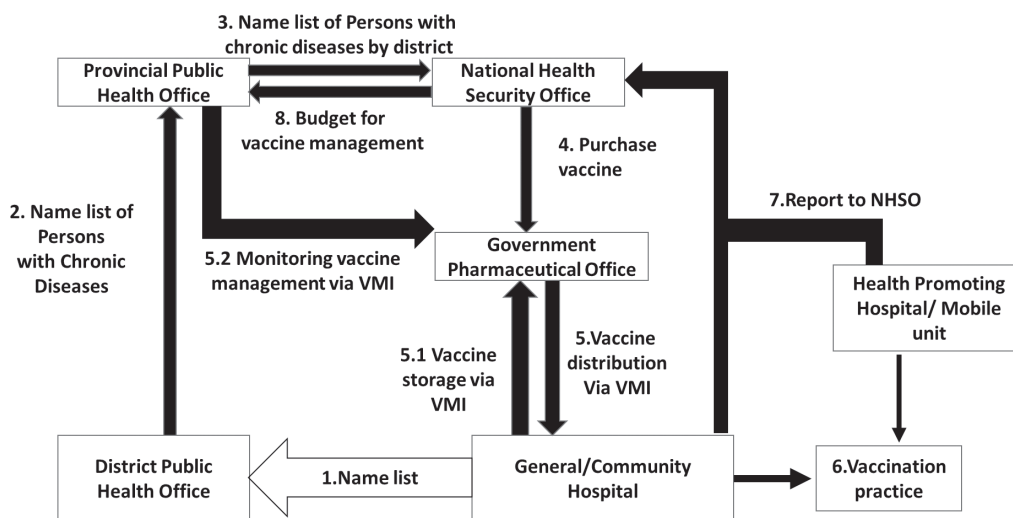 3. Name list of Persons with
chronic diseases by district
Provincial Public
Health Office
National Health
Security Office
8. Budget for
vaccine management
4. Purchase
vaccine
7.Report to NHSO
2. Name list of
Persons
with Chronic
Diseases
Government
Pharmaceutical Office
5.2 Monitoring vaccine
management via VMI
Health Promoting
Hospital/ Mobile
unit
5.1 Vaccine
storage via
VMI
5.Vaccine
distribution
Via VMI
District Public
Health Office
1.Name list
General/Community
Hospital
6.Vaccination
practice